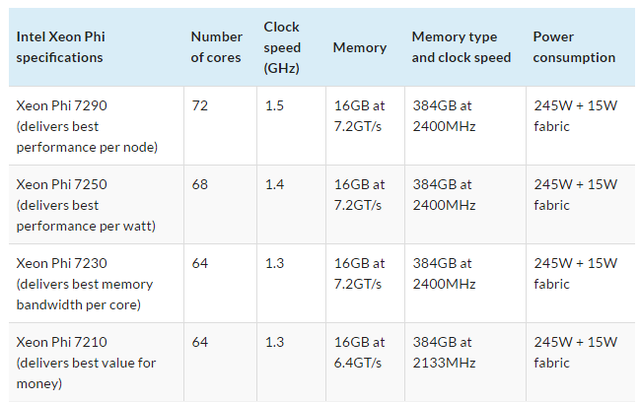 Intel Xeon Phi specifications
Number of cores
Clock speed (GHz)
Memory
Memory type and clock speed
Power consumption
Xeon Phi 7290 (delivers best performance per node)
72
1.5
16GB at 7.2GT/s
384GB at 2400MHz
245W + 15W fabric
Xeon Phi 7250 (delivers best performance per watt)
68
1.4
16GB at 7.2GT/s
384GB at 2400MHz
245W + 15W fabric
Xeon Phi 7230 (delivers best memory bandwidth per core)
64
1.3
16GB at 7.2GT/s
384GB at 2400MHz
245W + 15W fabric
Xeon Phi 7210 (delivers best value for money)
64
1.3
16GB at 6.4GT/s
384GB at 2133MHz
245W + 15W fabric